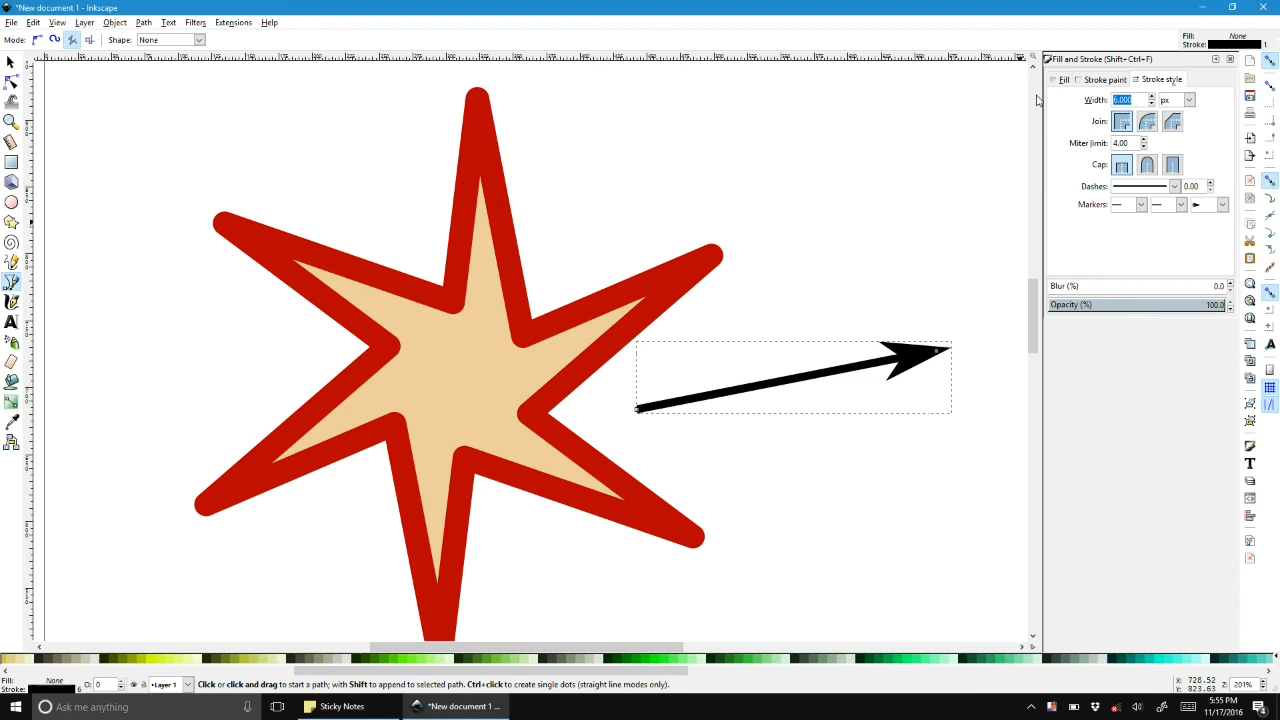 *New document 1 - Inkscape
File Edit View Layer Object Path Text Filters Extensions Help
Mode: Shape: None
Fill: None
Stroke: 1
Fill and Stroke (Shift+Ctrl+F)
Fill Stroke paint Stroke style
Width: 6.000 px
Join:
Miter limit: 4.00
Cap:
Dashes: 0.00
Markers:
Blur (%) 0.0
Opacity (%) 100.0
Fill: None
Stroke: 6
O: 0
Layer 1
Click or click and drag to start a path; with Shift to append to selected path. Ctrl+click to create single dots (straight line modes only).
X: 728.52
Y: 823.63
Z: 201%
Ask me anything
Sticky Notes
*New document 1 ...
5:55 PM
11/17/2016
4